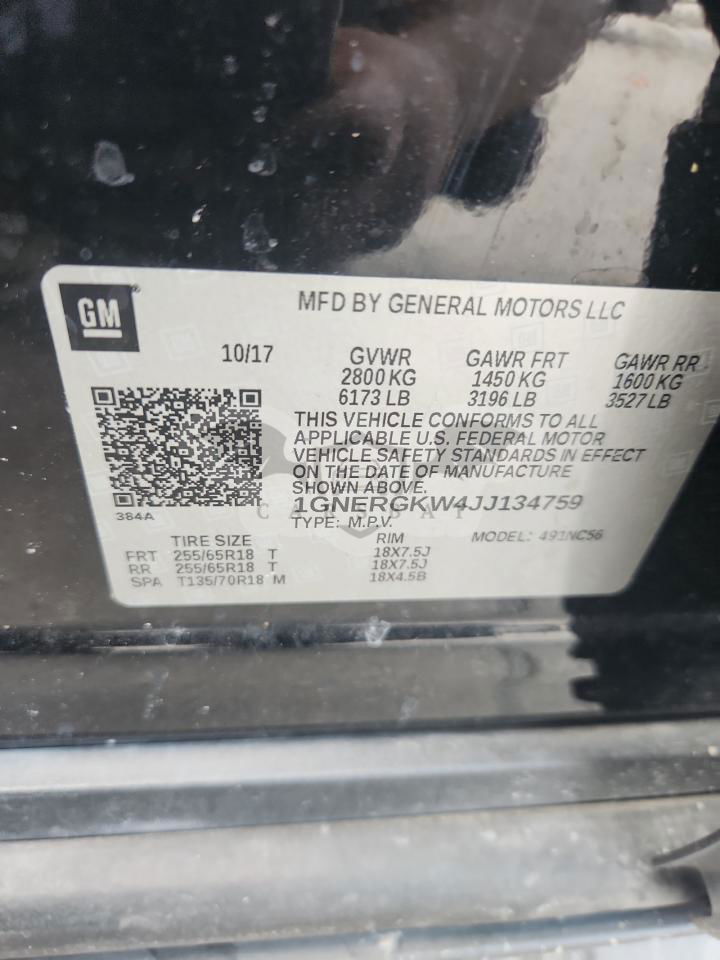 GM
MFD BY GENERAL MOTORS LLC
10/17
GVWR GAWR FRT GAWR RR
2800 KG 1450 KG 1600 KG
6173 LB 3196 LB 3527 LB
THIS VEHICLE CONFORMS TO ALL
APPLICABLE U.S. FEDERAL MOTOR
VEHICLE SAFETY STANDARDS IN EFFECT
ON THE DATE OF MANUFACTURE
SHOWN ABOVE.
1GNERGKW4JJ134759
384A
TYPE: M.P.V. MODEL: 491NC56
TIRE SIZE RIM
FRT 255/65R18 T 18X7.5J
RR 255/65R18 T 18X7.5J
SPA T135/70R18 M 18X4.5B